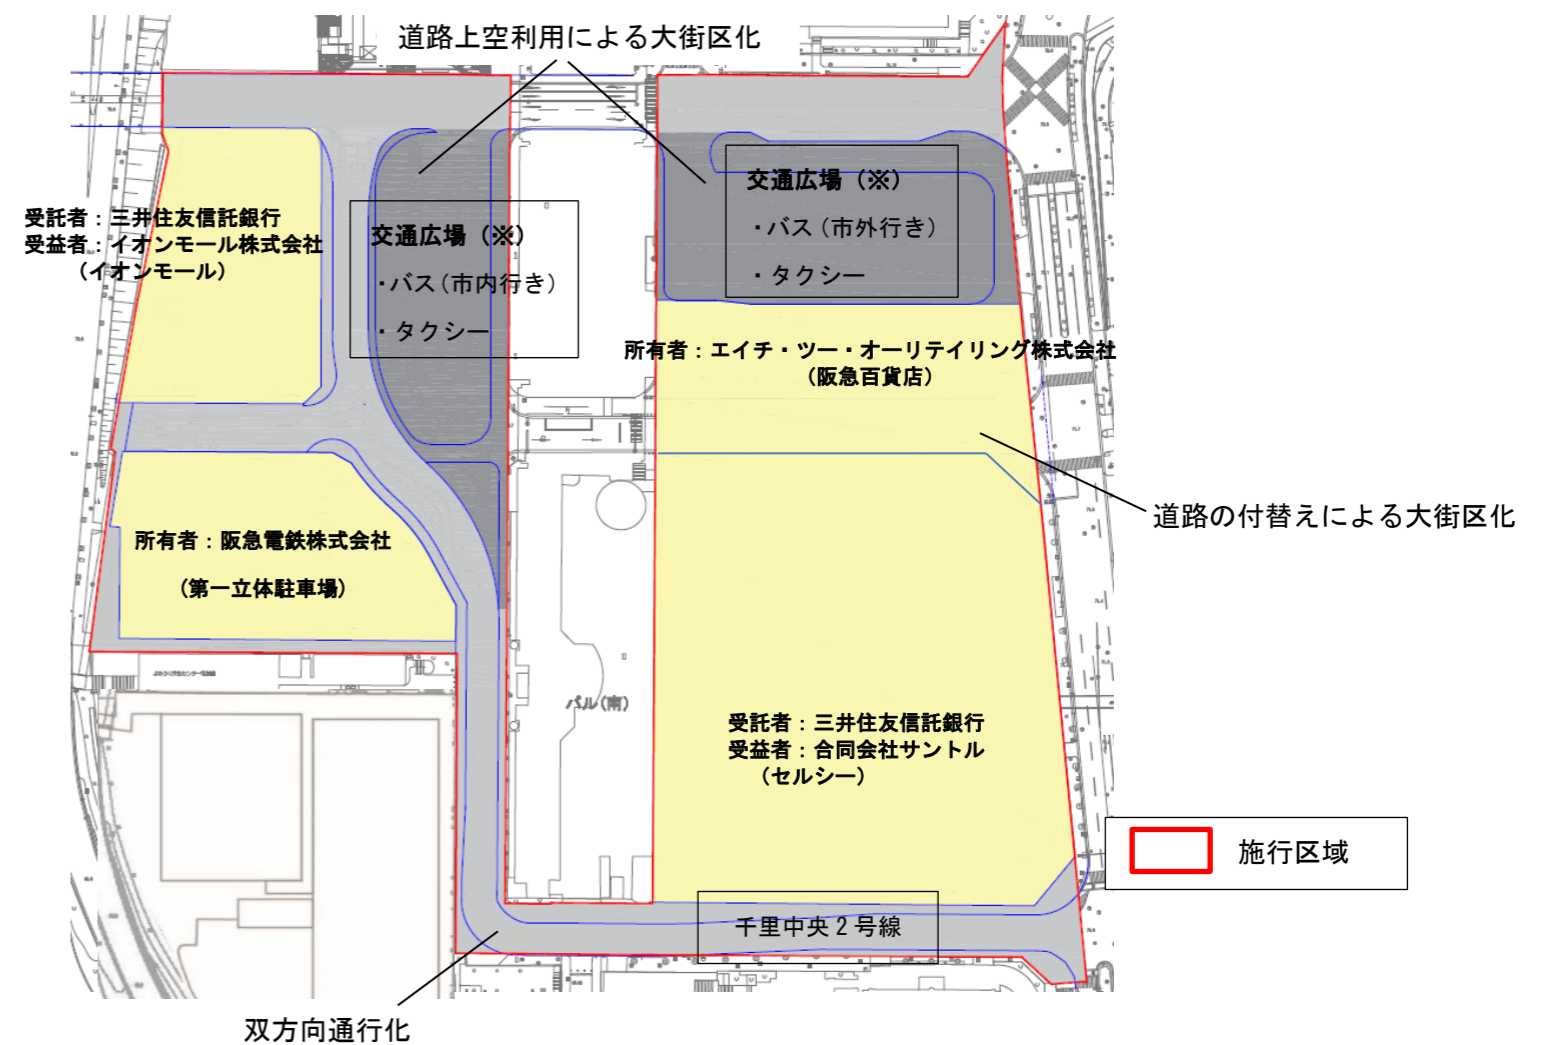 道路上空利用による大街区化
交通広場（※）
・バス（市外行き）
・タクシー
受託者：三井住友信託銀行
受益者：イオンモール株式会社
（イオンモール）
交通広場（※）
・バス（市内行き）
・タクシー
所有者：エイチ・ツー・オーリテイリング株式会社
（阪急百貨店）
道路の付替えによる大街区化
所有者：阪急電鉄株式会社
（第一立体駐車場）
パル（南）
受託者：三井住友信託銀行
受益者：合同会社サントル
（セルシー）
施行区域
千里中央２号線
双方向通行化